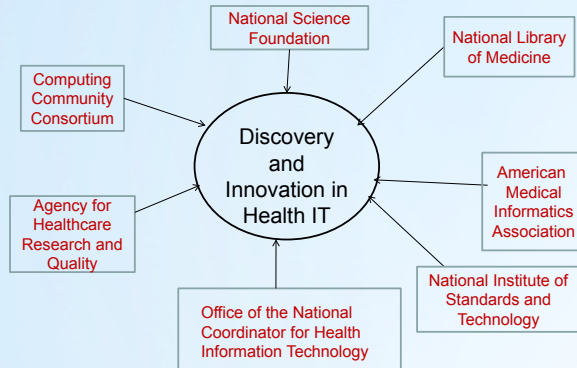 National Science
Foundation
National Library
of Medicine
Computing
Community
Consortium
Discovery
and
Innovation in
Health IT
American
Medical
Informatics
Association
Agency for
Healthcare
Research and
Quality
National Institute of
Standards and
Technology
Office of the National
Coordinator for Health
Information Technology